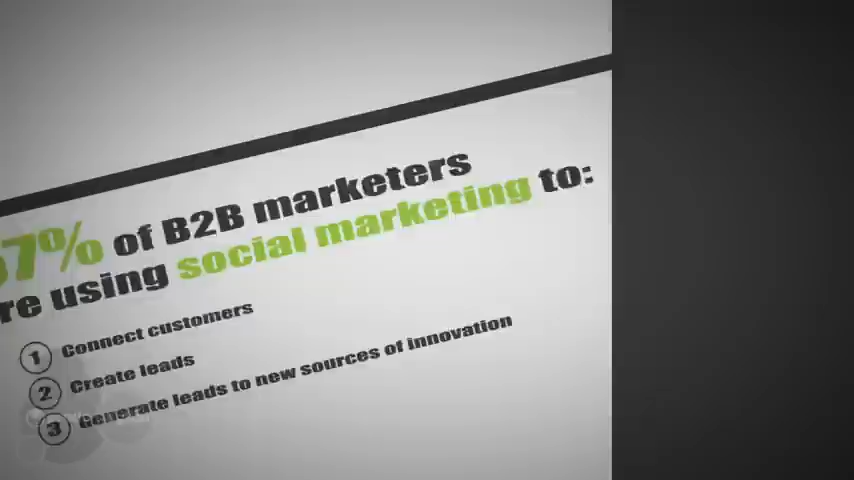 7% of B2B marketers
re using social marketing to:
1 Connect customers
2 Create leads
3 Generate leads to new sources of innovation